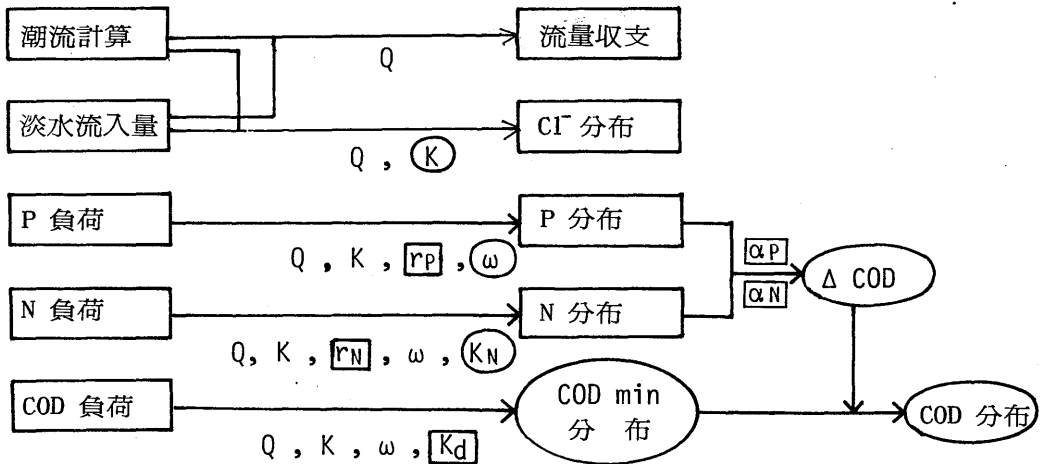 潮流計算
流量収支
Q
淡水流入量
Cl⁻ 分布
Q , K
P 負荷
P 分布
Q , K , rP , ω
αP
αN
Δ COD
N 負荷
N 分布
Q, K , rN , ω , KN
COD 負荷
COD min
分 布
COD 分布
Q , K , ω , Kd